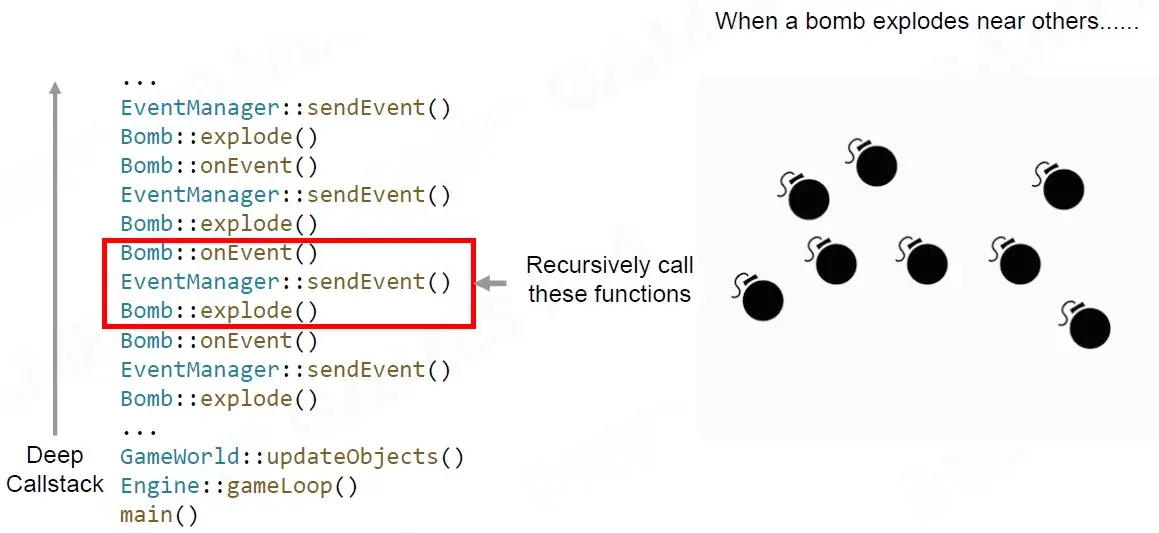 When a bomb explodes near others......
...
EventManager::sendEvent()
Bomb::explode()
Bomb::onEvent()
EventManager::sendEvent()
Bomb::explode()
Bomb::onEvent()
EventManager::sendEvent()
Bomb::explode()
Bomb::onEvent()
EventManager::sendEvent()
Bomb::explode()
...
GameWorld::updateObjects()
Engine::gameLoop()
main()
Deep
Callstack
Recursively call
these functions